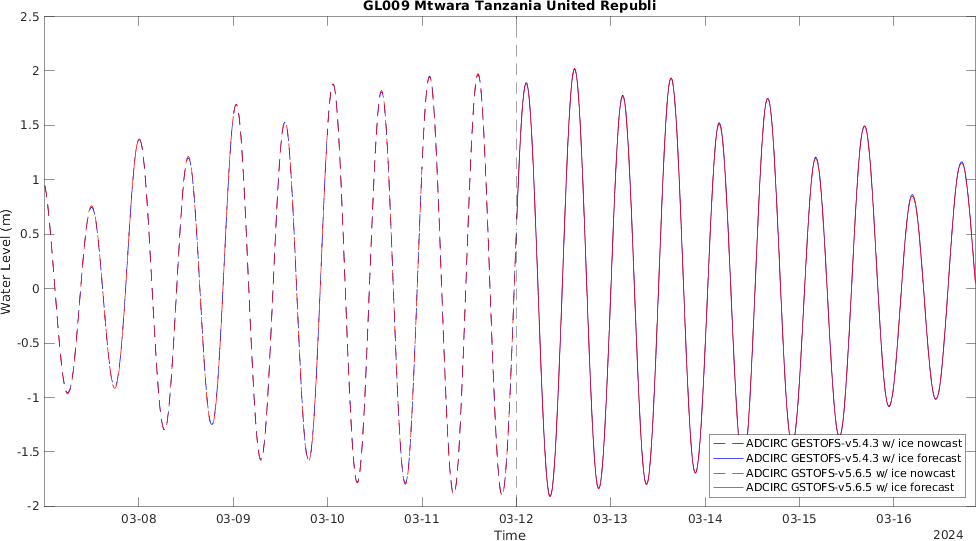 GL009 Mtwara Tanzania United Republi
2.5
2
1.5
1
0.5
0
-0.5
-1
-1.5
-2
Water Level (m)
ADCIRC GESTOFS-v5.4.3 w/ ice nowcast
ADCIRC GESTOFS-v5.4.3 w/ ice forecast
ADCIRC GSTOFS-v5.6.5 w/ ice nowcast
ADCIRC GSTOFS-v5.6.5 w/ ice forecast
03-08 03-09 03-10 03-11 03-12 03-13 03-14 03-15 03-16
Time
2024